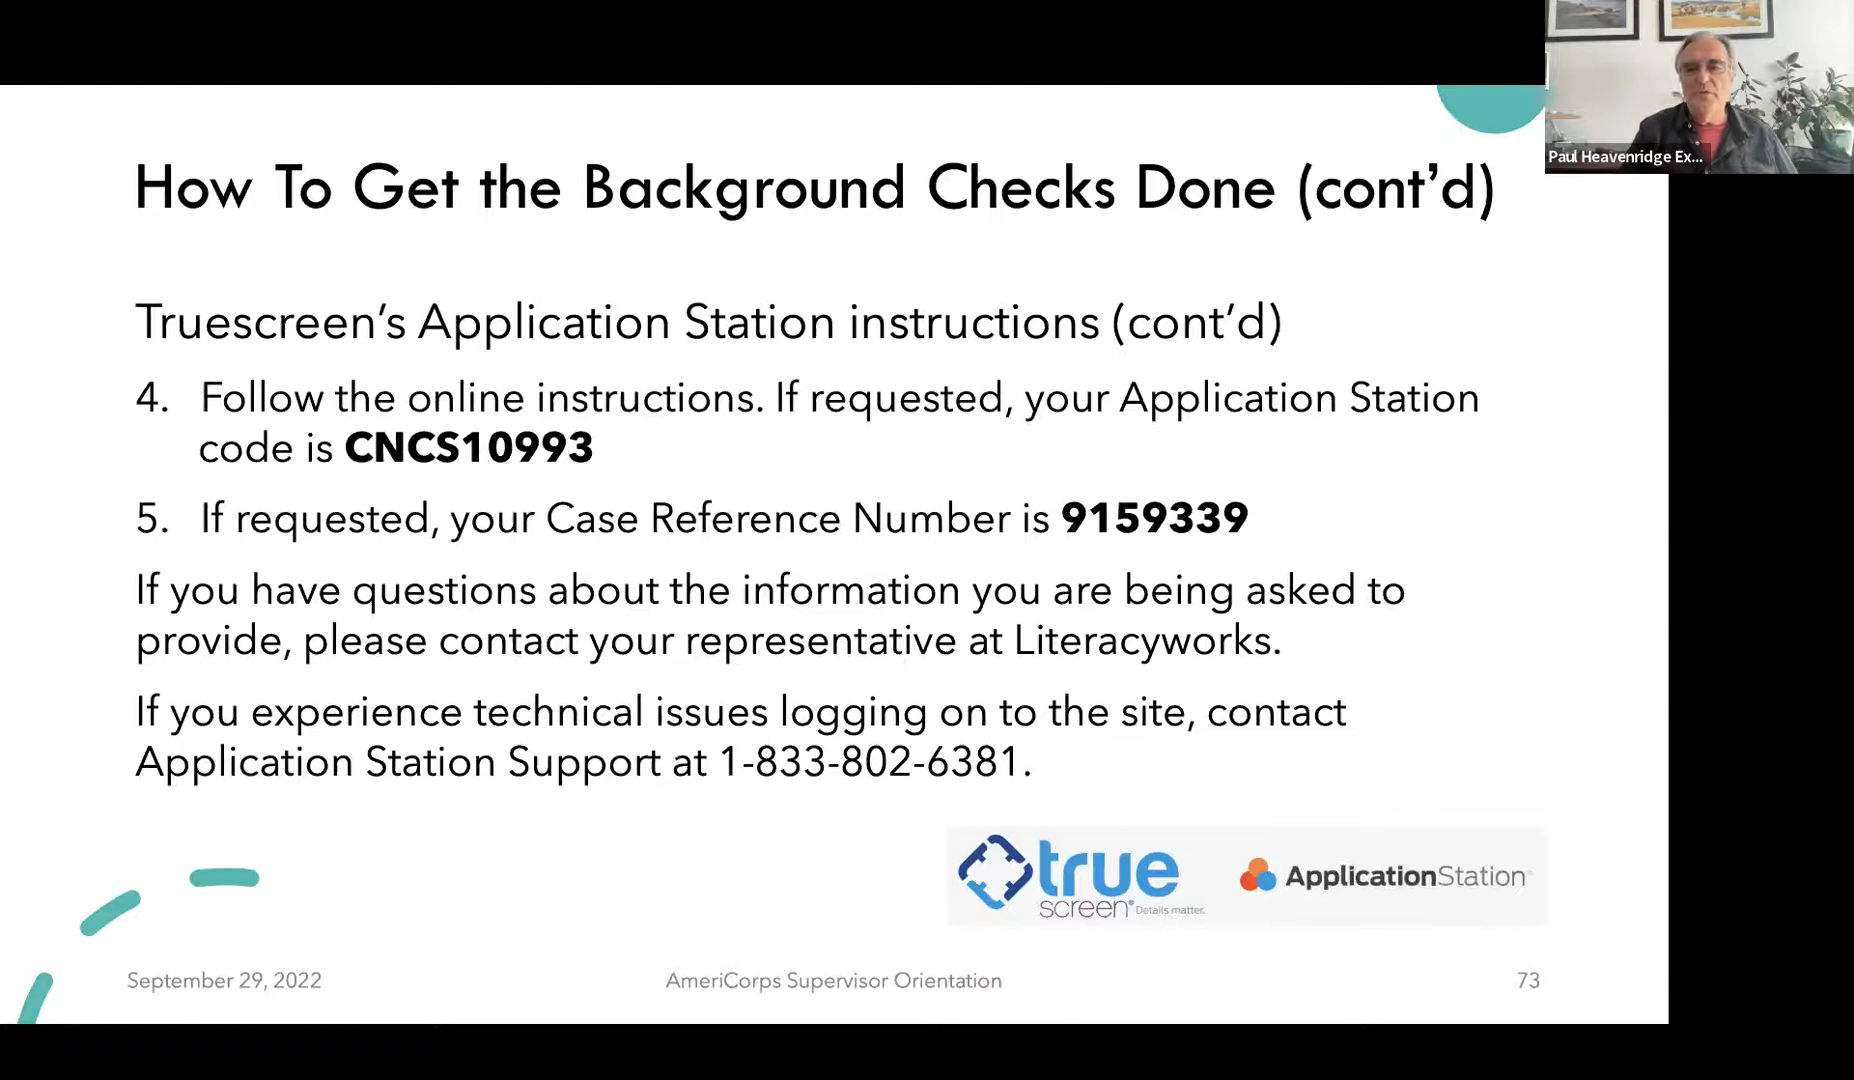 Paul Heavenridge Ex...
How To Get the Background Checks Done (cont’d)
Truescreen’s Application Station instructions (cont’d)
4. Follow the online instructions. If requested, your Application Station
code is CNCS10993
5. If requested, your Case Reference Number is 9159339
If you have questions about the information you are being asked to
provide, please contact your representative at Literacyworks.
If you experience technical issues logging on to the site, contact
Application Station Support at 1-833-802-6381.
true
screen® Details matter.
ApplicationStation
September 29, 2022
AmeriCorps Supervisor Orientation
73